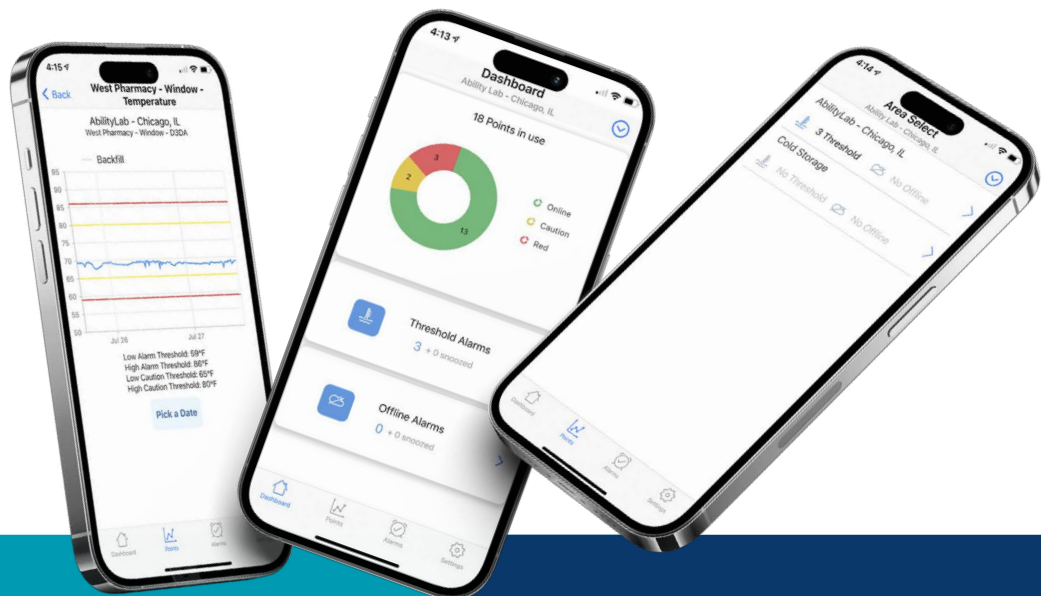 4:15
Back
West Pharmacy - Window -
Temperature
AbilityLab - Chicago, IL
West Pharmacy - Window - D3DA
Backfill
95
90
85
80
75
70
65
60
55
50
Jul 26
Jul 27
Low Alarm Threshold: 59°F
High Alarm Threshold: 86°F
Low Caution Threshold: 65°F
High Caution Threshold: 80°F
Pick a Date
Dashboard
Points
Alarms
4:13
Dashboard
Ability Lab - Chicago, IL
18 Points in use
3
2
13
Online
Caution
Red
Threshold Alarms
3 + 0 snoozed
Offline Alarms
0 + 0 snoozed
Dashboard
Points
Alarms
Settings
4:14
Area Select
Ability Lab - Chicago, IL
AbilityLab - Chicago, IL
3 Threshold
No Offline
Cold Storage
No Threshold
No Offline
Dashboard
Points
Alarms
Settings